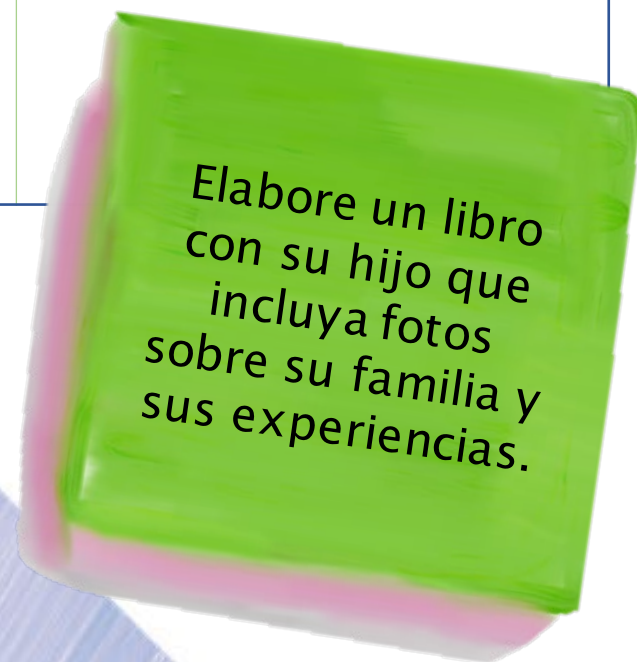 Elabore un libro
con su hijo que
incluya fotos
sobre su familia y
sus experiencias.